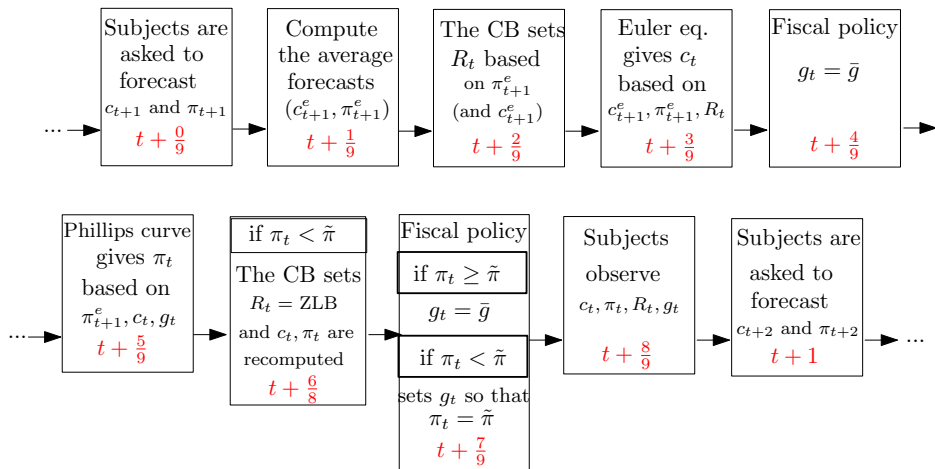 Subjects are
asked to
forecast
c_{t+1} and π_{t+1}
t + 0/9
Compute
the average
forecasts
(c^e_{t+1}, π^e_{t+1})
t + 1/9
The CB sets
R_t based
on π^e_{t+1}
(and c^e_{t+1})
t + 2/9
Euler eq.
gives c_t
based on
c^e_{t+1}, π^e_{t+1}, R_t
t + 3/9
Fiscal policy
g_t = ḡ
t + 4/9
...
Phillips curve
gives π_t
based on
π^e_{t+1}, c_t, g_t
t + 5/9
if π_t < π̃
The CB sets
R_t = ZLB
and c_t, π_t are
recomputed
t + 6/8
Fiscal policy
if π_t ≥ π̃
g_t = ḡ
if π_t < π̃
sets g_t so that
π_t = π̃
t + 7/9
Subjects
observe
c_t, π_t, R_t, g_t
t + 8/9
Subjects are
asked to
forecast
c_{t+2} and π_{t+2}
t + 1
...
...